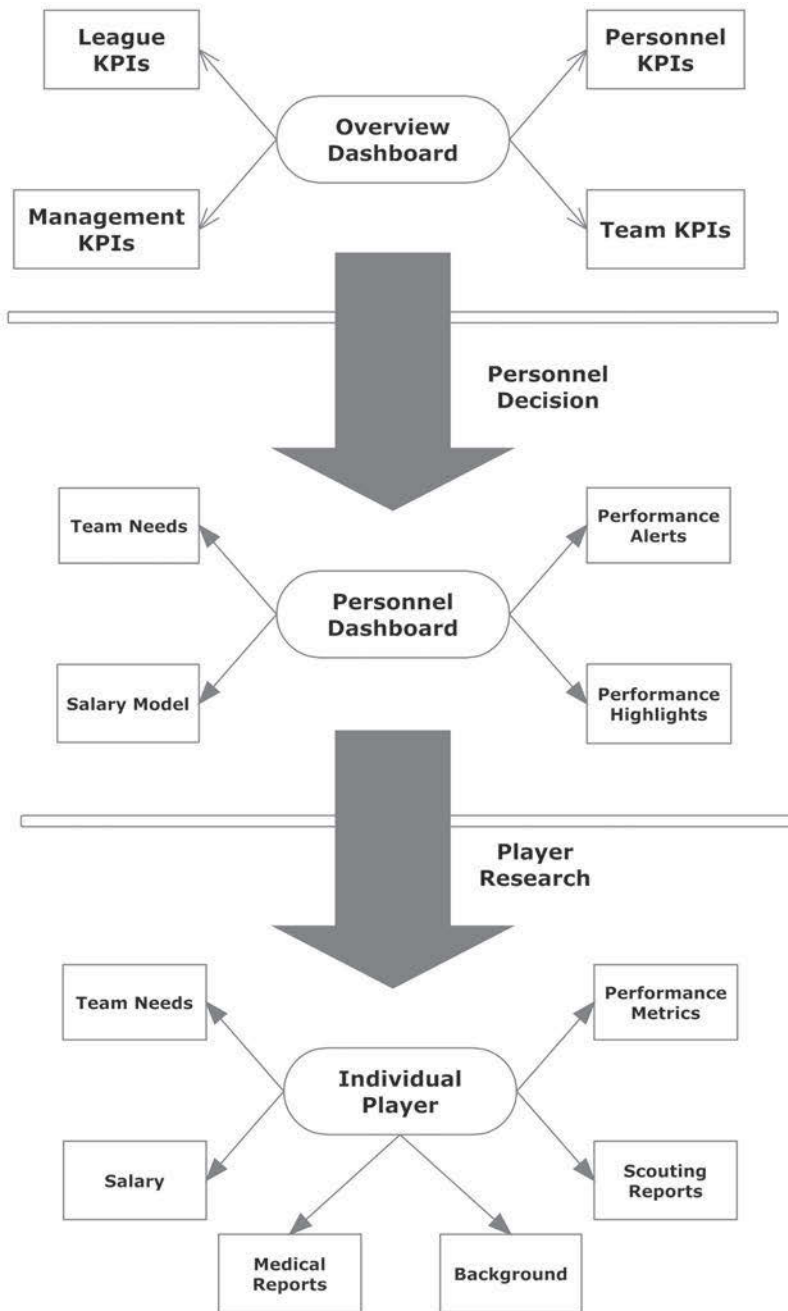 League
KPIs
Personnel
KPIs
Overview
Dashboard
Management
KPIs
Team KPIs
Personnel
Decision
Team Needs
Performance
Alerts
Personnel
Dashboard
Salary Model
Performance
Highlights
Player
Research
Team Needs
Performance
Metrics
Individual
Player
Salary
Scouting
Reports
Medical
Reports
Background